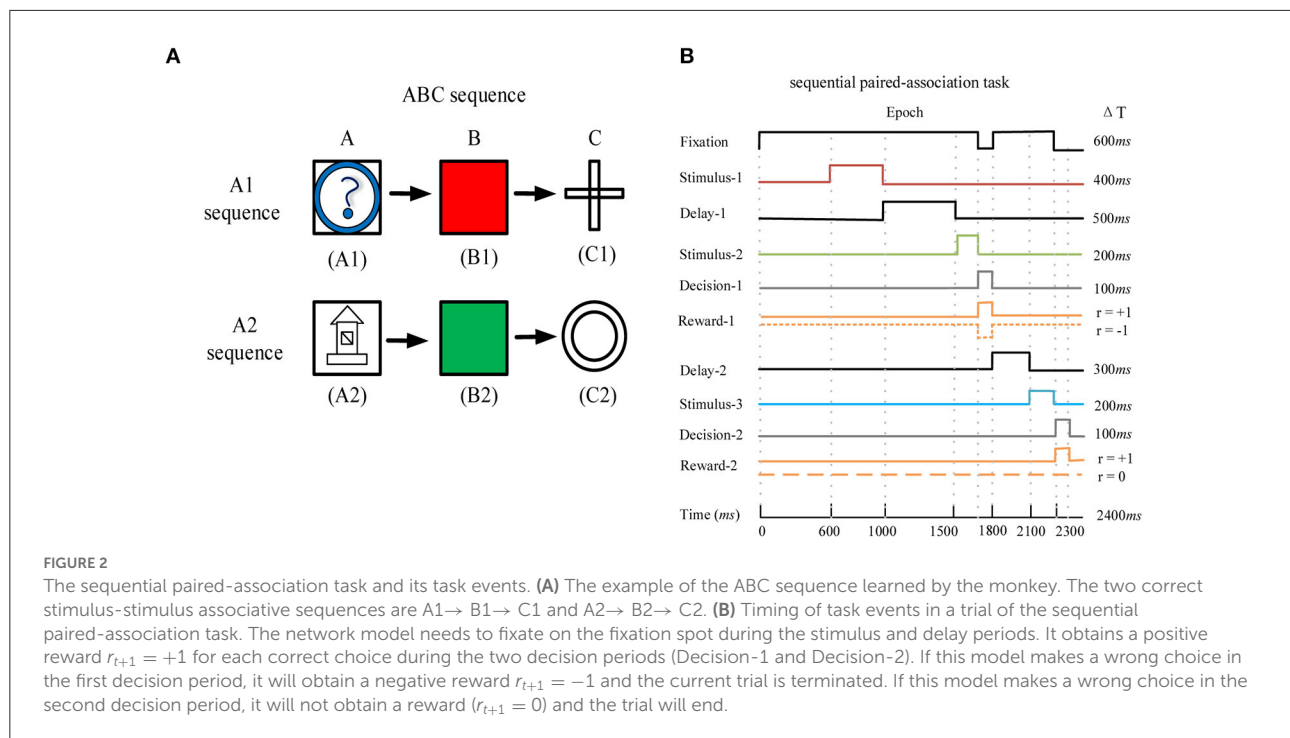 A
ABC sequence
A B C
A1
sequence
?
(A1) (B1) (C1)
A2
sequence
(A2) (B2) (C2)
B
sequential paired-association task
Epoch Δ T
Fixation 600ms
Stimulus-1 400ms
Delay-1 500ms
Stimulus-2 200ms
Decision-1 100ms
Reward-1 r = +1
r = -1
Delay-2 300ms
Stimulus-3 200ms
Decision-2 100ms
Reward-2 r = +1
r = 0
Time (ms) 2400ms
0 600 1000 1500 1800 2100 2300
FIGURE 2
The sequential paired-association task and its task events. (A) The example of the ABC sequence learned by the monkey. The two correct
stimulus-stimulus associative sequences are A1→ B1→ C1 and A2→ B2→ C2. (B) Timing of task events in a trial of the sequential
paired-association task. The network model needs to fixate on the fixation spot during the stimulus and delay periods. It obtains a positive
reward rt+1 = +1 for each correct choice during the two decision periods (Decision-1 and Decision-2). If this model makes a wrong choice in
the first decision period, it will obtain a negative reward rt+1 = −1 and the current trial is terminated. If this model makes a wrong choice in the
second decision period, it will not obtain a reward (rt+1 = 0) and the trial will end.